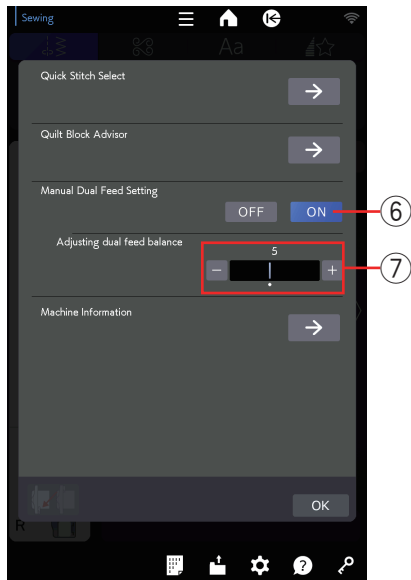 Sewing
Aa
Quick Stitch Select
Quilt Block Advisor
Manual Dual Feed Setting
OFF ON
6
Adjusting dual feed balance
5
− +
7
Machine Information
OK
R
?